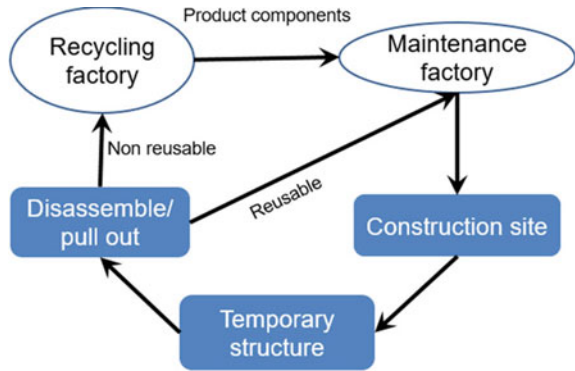 Product components
Recycling
factory
Maintenance
factory
Non reusable
Reusable
Disassemble/
pull out
Construction site
Temporary
structure